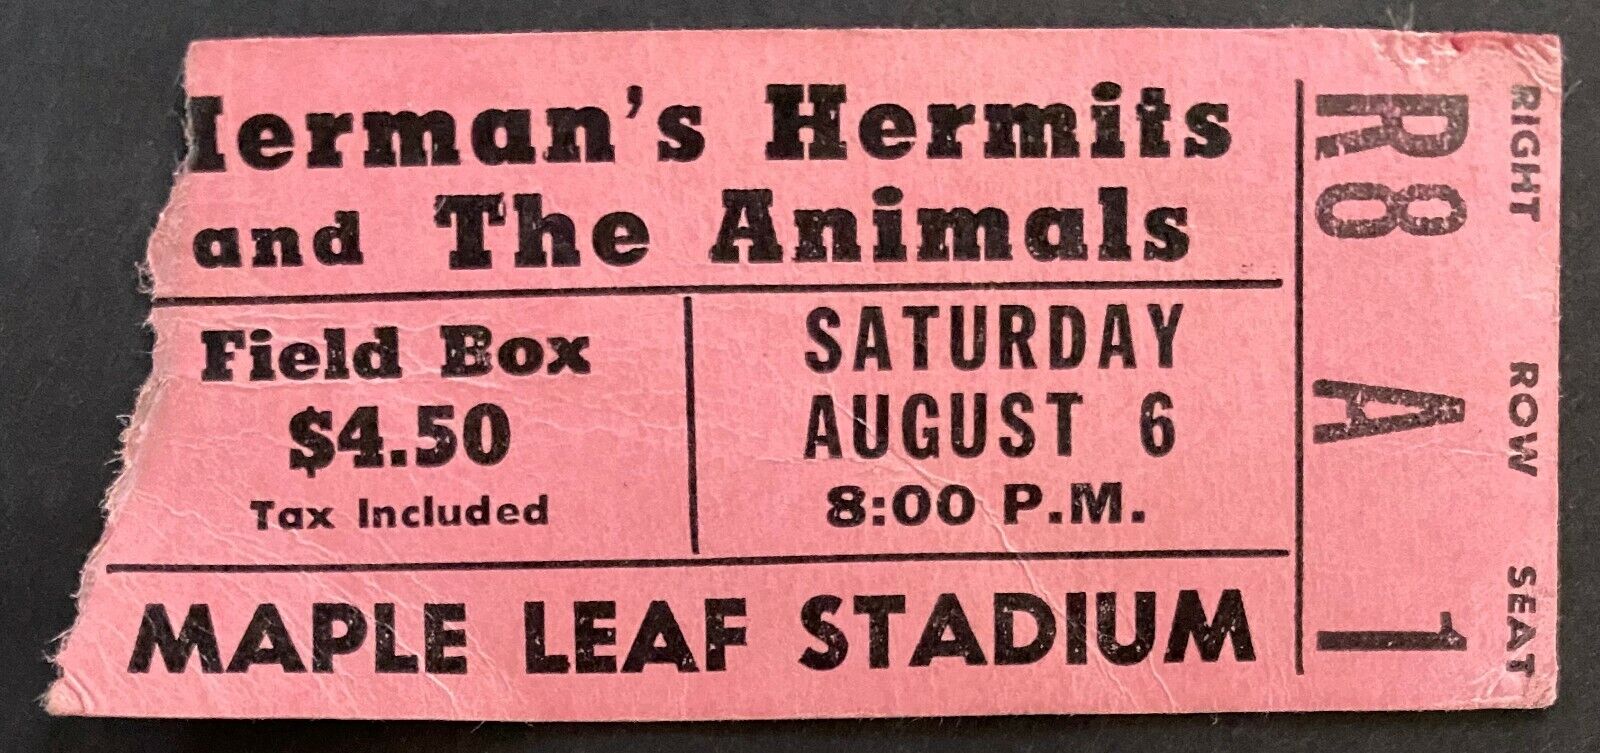 Herman's Hermits
and The Animals
Field Box
$4.50
Tax Included
SATURDAY
AUGUST 6
8:00 P.M.
MAPLE LEAF STADIUM
RIGHT ROW SEAT
R8 A 1